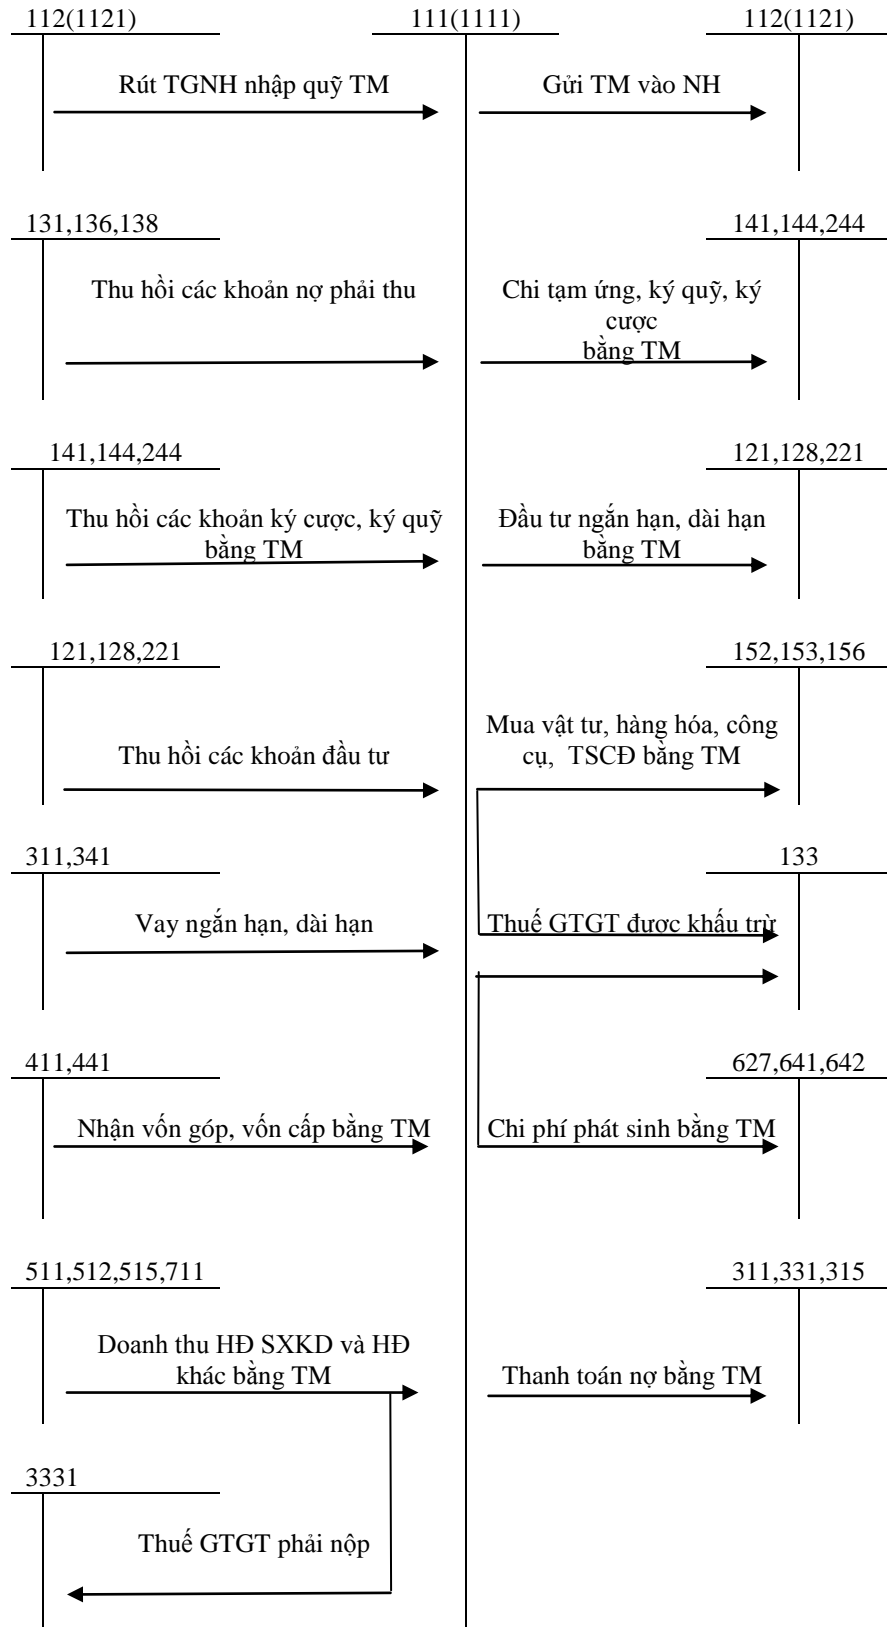 112(1121)
111(1111)
112(1121)
Rút TGNH nhập quỹ TM
Gửi TM vào NH
131,136,138
141,144,244
Thu hồi các khoản nợ phải thu
Chi tạm ứng, ký quỹ, ký
cược
bằng TM
141,144,244
121,128,221
Thu hồi các khoản ký cược, ký quỹ
bằng TM
Đầu tư ngắn hạn, dài hạn
bằng TM
121,128,221
152,153,156
Thu hồi các khoản đầu tư
Mua vật tư, hàng hóa, công
cụ, TSCĐ bằng TM
311,341
133
Vay ngắn hạn, dài hạn
Thuế GTGT được khấu trừ
411,441
627,641,642
Nhận vốn góp, vốn cấp bằng TM
Chi phí phát sinh bằng TM
511,512,515,711
311,331,315
Doanh thu HĐ SXKD và HĐ
khác bằng TM
Thanh toán nợ bằng TM
3331
Thuế GTGT phải nộp